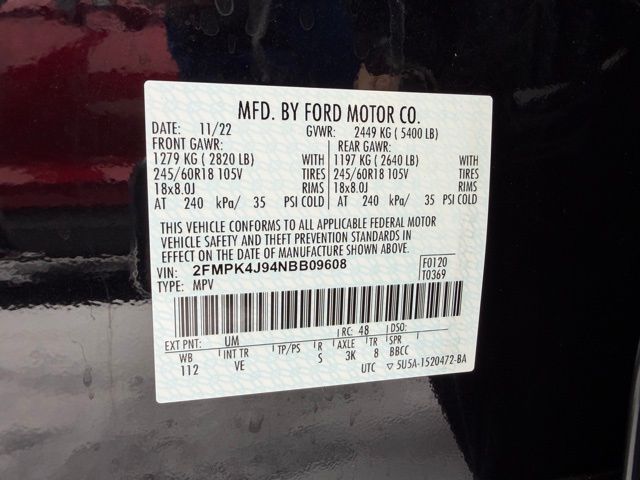 MFD. BY FORD MOTOR CO.
DATE: 11/22 GVWR: 2449 KG ( 5400 LB)
FRONT GAWR: REAR GAWR:
1279 KG ( 2820 LB) WITH 1197 KG ( 2640 LB) WITH
245/60R18 105V TIRES 245/60R18 105V TIRES
18x8.0J RIMS 18x8.0J RIMS
AT 240 kPa/ 35 PSI COLD AT 240 kPa/ 35 PSI COLD
THIS VEHICLE CONFORMS TO ALL APPLICABLE FEDERAL MOTOR
VEHICLE SAFETY AND THEFT PREVENTION STANDARDS IN
EFFECT ON THE DATE OF MANUFACTURE SHOWN ABOVE.
VIN: 2FMPK4J94NBB09608 F0120
TYPE: MPV T0369
EXT PNT: UM RC: 48 DSO:
WB INT TR TP/PS R AXLE TR SPR
112 VE S 3K 8 BBCC
UTC ▽ 5U5A-1520472-BA